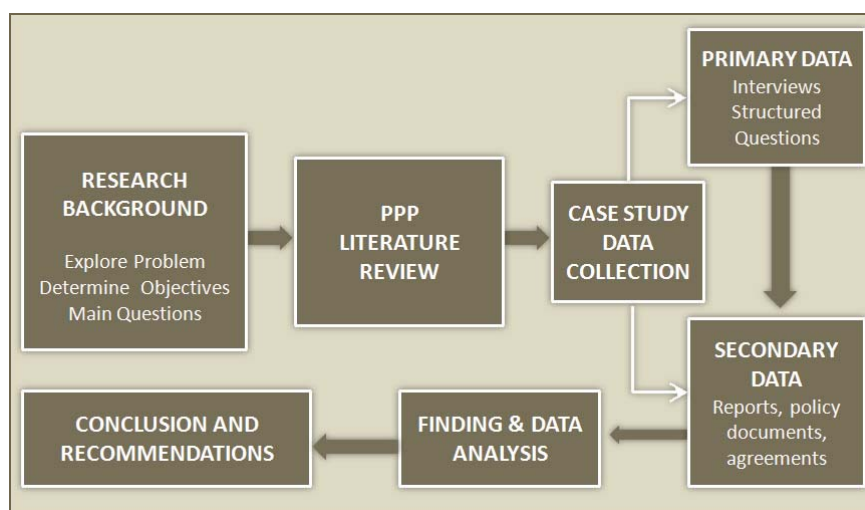 RESEARCH
BACKGROUND
Explore Problem
Determine Objectives
Main Questions
PPP
LITERATURE
REVIEW
CASE STUDY
DATA
COLLECTION
PRIMARY DATA
Interviews
Structured
Questions
SECONDARY
DATA
Reports, policy
documents,
agreements
FINDING & DATA
ANALYSIS
CONCLUSION AND
RECOMMENDATIONS